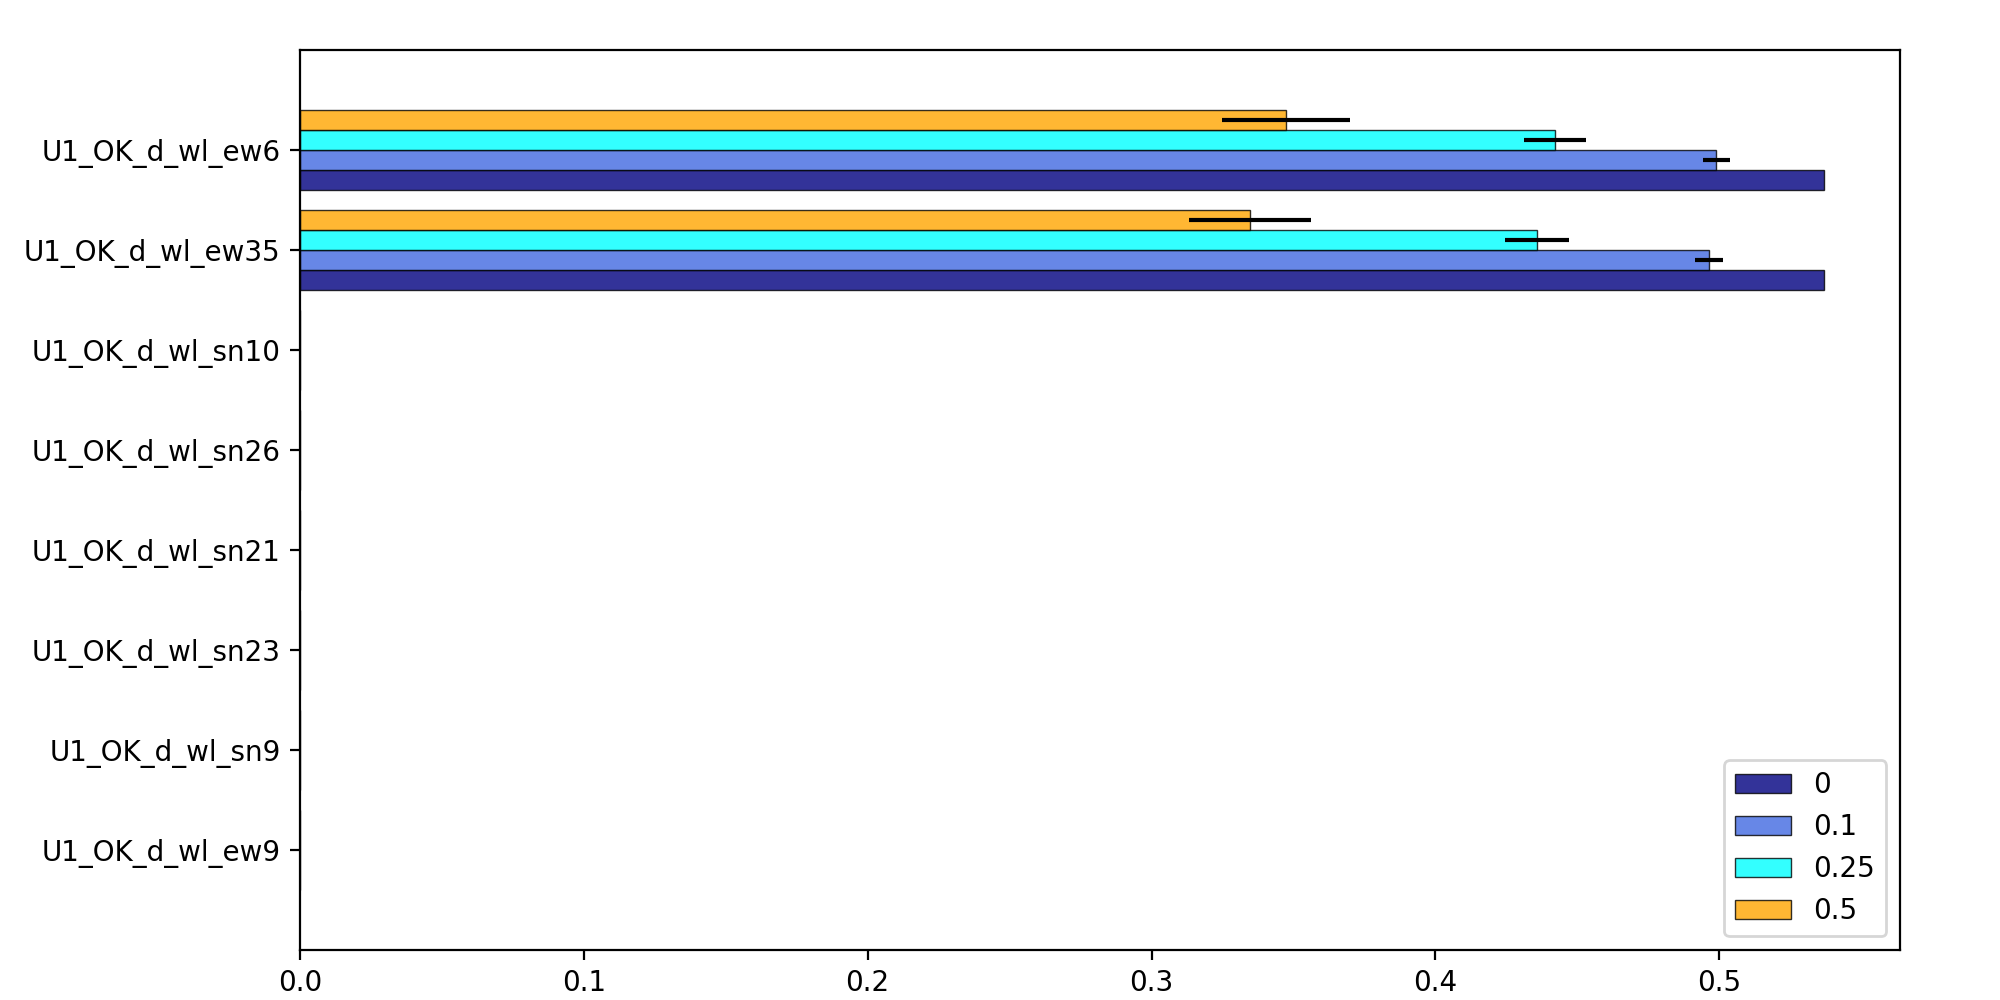 U1_OK_d_wl_ew6
U1_OK_d_wl_ew35
U1_OK_d_wl_sn10
U1_OK_d_wl_sn26
U1_OK_d_wl_sn21
U1_OK_d_wl_sn23
U1_OK_d_wl_sn9
U1_OK_d_wl_ew9
0
0.1
0.25
0.5
0.0 0.1 0.2 0.3 0.4 0.5